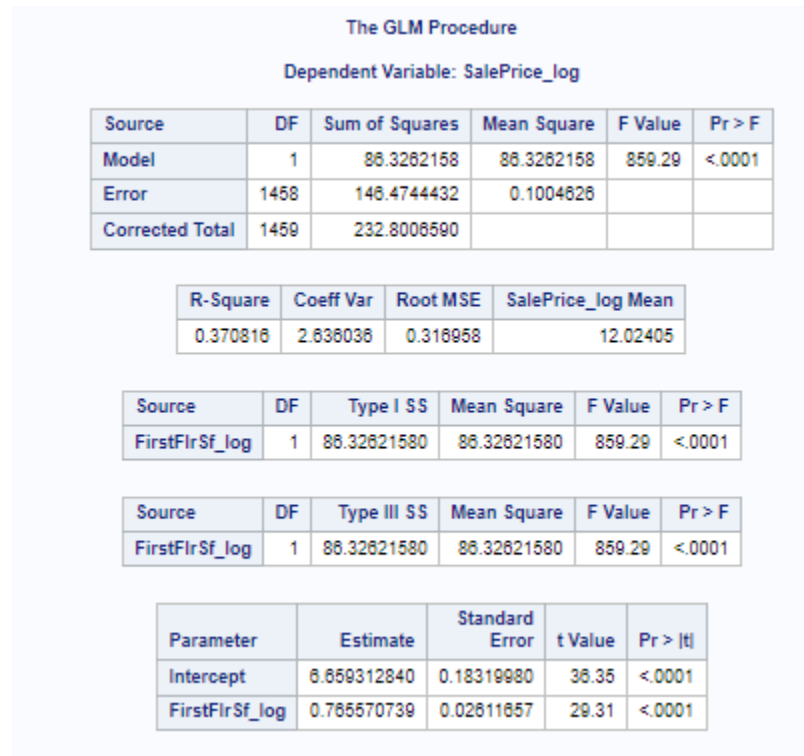 The GLM Procedure
Dependent Variable: SalePrice_log
Source DF Sum of Squares Mean Square F Value Pr > F
Model 1 86.3262158 86.3262158 859.29 <.0001
Error 1458 146.4744432 0.1004626
Corrected Total 1459 232.8006590
R-Square Coeff Var Root MSE SalePrice_log Mean
0.370816 2.636036 0.316958 12.02405
Source DF Type I SS Mean Square F Value Pr > F
FirstFlrSf_log 1 86.32621580 86.32621580 859.29 <.0001
Source DF Type III SS Mean Square F Value Pr > F
FirstFlrSf_log 1 86.32621580 86.32621580 859.29 <.0001
Parameter Estimate Standard Error t Value Pr > |t|
Intercept 6.659312840 0.18319980 36.35 <.0001
FirstFlrSf_log 0.765570739 0.02611657 29.31 <.0001